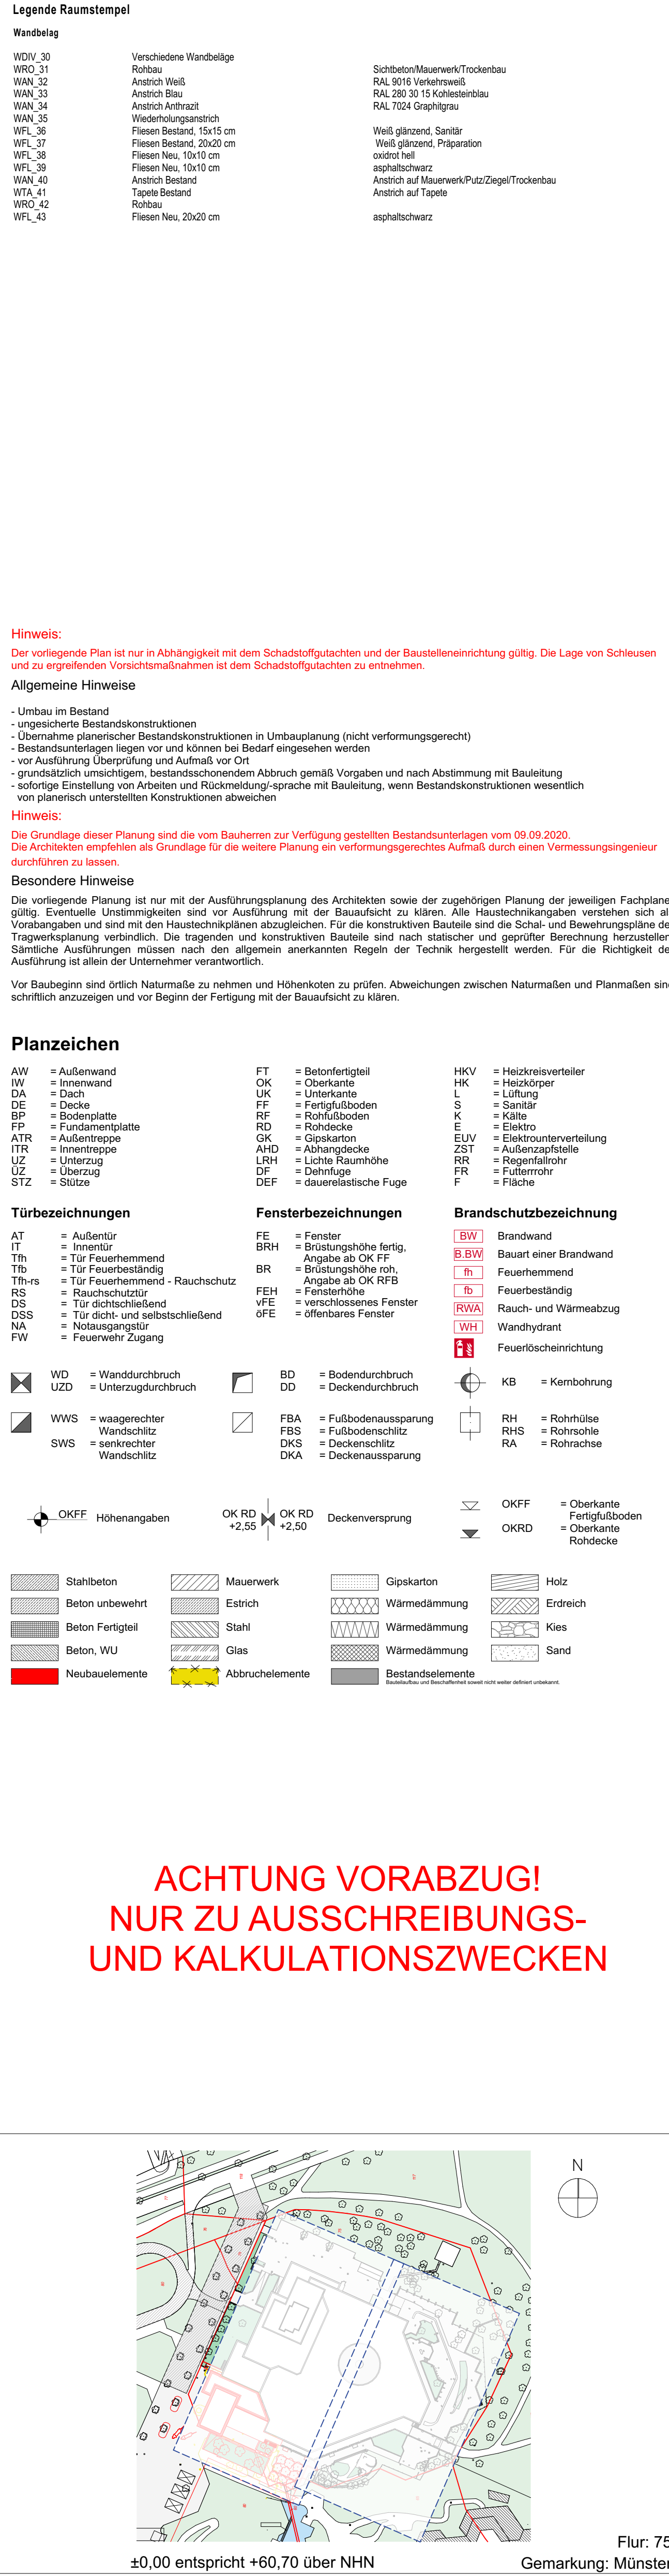 Legende Raumstempel
Wandbelag
WDIV_30 Verschiedene Wandbeläge
WRO_31 Rohbau Sichtbeton/Mauerwerk/Trockenbau
WAN_32 Anstrich Weiß RAL 9016 Verkehrsweiß
WAN_33 Anstrich Blau RAL 280 30 15 Kohlesteinblau
WAN_34 Anstrich Anthrazit RAL 7024 Graphitgrau
WAN_35 Wiederholungsanstrich
WFL_36 Fliesen Bestand, 15x15 cm Weiß glänzend, Sanitär
WFL_37 Fliesen Bestand, 20x20 cm Weiß glänzend, Präparation
WFL_38 Fliesen Neu, 10x10 cm oxidrot hell
WFL_39 Fliesen Neu, 10x10 cm asphaltschwarz
WAN_40 Anstrich Bestand Anstrich auf Mauerwerk/Putz/Ziegel/Trockenbau
WTA_41 Tapete Bestand Anstrich auf Tapete
WRO_42 Rohbau
WFL_43 Fliesen Neu, 20x20 cm asphaltschwarz
Hinweis:
Der vorliegende Plan ist nur in Abhängigkeit mit dem Schadstoffgutachten und der Baustelleneinrichtung gültig. Die Lage von Schleusen
und zu ergreifenden Vorsichtsmaßnahmen ist dem Schadstoffgutachten zu entnehmen.
Allgemeine Hinweise
- Umbau im Bestand
- ungesicherte Bestandskonstruktionen
- Übernahme planerischer Bestandskonstruktionen in Umbauplanung (nicht verformungsgerecht)
- Bestandsunterlagen liegen vor und können bei Bedarf eingesehen werden
- vor Ausführung Überprüfung und Aufmaß vor Ort
- grundsätzlich umsichtigem, bestandsschonendem Abbruch gemäß Vorgaben und nach Abstimmung mit Bauleitung
- sofortige Einstellung von Arbeiten und Rückmeldung/-sprache mit Bauleitung, wenn Bestandskonstruktionen wesentlich
von planerisch unterstellten Konstruktionen abweichen
Hinweis:
Die Grundlage dieser Planung sind die vom Bauherren zur Verfügung gestellten Bestandsunterlagen vom 09.09.2020.
Die Architekten empfehlen als Grundlage für die weitere Planung ein verformungsgerechtes Aufmaß durch einen Vermessungsingenieur
durchführen zu lassen.
Besondere Hinweise
Die vorliegende Planung ist nur mit der Ausführungsplanung des Architekten sowie der zugehörigen Planung der jeweiligen Fachplane
gültig. Eventuelle Unstimmigkeiten sind vor Ausführung mit der Bauaufsicht zu klären. Alle Haustechnikangaben verstehen sich al
Vorabangaben und sind mit den Haustechnikplänen abzugleichen. Für die konstruktiven Bauteile sind die Schal- und Bewehrungspläne de
Tragwerksplanung verbindlich. Die tragenden und konstruktiven Bauteile sind nach statischer und geprüfter Berechnung herzustellen
Sämtliche Ausführungen müssen nach den allgemein anerkannten Regeln der Technik hergestellt werden. Für die Richtigkeit de
Ausführung ist allein der Unternehmer verantwortlich.
Vor Baubeginn sind örtlich Naturmaße zu nehmen und Höhenkoten zu prüfen. Abweichungen zwischen Naturmaßen und Planmaßen sind
schriftlich anzuzeigen und vor Beginn der Fertigung mit der Bauaufsicht zu klären.
Planzeichen
AW = Außenwand FT = Betonfertigteil HKV = Heizkreisverteiler
IW = Innenwand OK = Oberkante HK = Heizkörper
DA = Dach UK = Unterkante L = Lüftung
DE = Decke FF = Fertigfußboden S = Sanitär
BP = Bodenplatte RF = Rohfußboden K = Kälte
FP = Fundamentplatte RD = Rohdecke E = Elektro
ATR = Außentreppe GK = Gipskarton EUV = Elektrounterverteilung
ITR = Innentreppe AHD = Abhangdecke ZST = Außenzapfstelle
UZ = Unterzug LRH = Lichte Raumhöhe RR = Regenfallrohr
ÜZ = Überzug DF = Dehnfuge FR = Futterrrohr
STZ = Stütze DEF = dauerelastische Fuge F = Fläche
Türbezeichnungen Fensterbezeichnungen Brandschutzbezeichnung
AT = Außentür FE = Fenster BW Brandwand
IT = Innentür BRH = Brüstungshöhe fertig,
Tfh = Tür Feuerhemmend Angabe ab OK FF B.BW Bauart einer Brandwand
Tfb = Tür Feuerbeständig BR = Brüstungshöhe roh,
Tfh-rs = Tür Feuerhemmend - Rauchschutz Angabe ab OK RFB fh Feuerhemmend
RS = Rauchschutztür FEH = Fensterhöhe fb Feuerbeständig
DS = Tür dichtschließend vFE = verschlossenes Fenster
DSS = Tür dicht- und selbstschließend öFE = öffenbares Fenster RWA Rauch- und Wärmeabzug
NA = Notausgangstür WH Wandhydrant
FW = Feuerwehr Zugang
Feuerlöscheinrichtung
WD = Wanddurchbruch BD = Bodendurchbruch KB = Kernbohrung
UZD = Unterzugdurchbruch DD = Deckendurchbruch
WWS = waagerechter FBA = Fußbodenaussparung RH = Rohrhülse
Wandschlitz FBS = Fußbodenschlitz RHS = Rohrsohle
SWS = senkrechter DKS = Deckenschlitz RA = Rohrachse
Wandschlitz DKA = Deckenaussparung
OKFF Höhenangaben OK RD +2,55 OK RD +2,50 Deckenversprung OKFF = Oberkante
Fertigfußboden
OKRD = Oberkante
Rohdecke
Stahlbeton Mauerwerk Gipskarton Holz
Beton unbewehrt Estrich Wärmedämmung Erdreich
Beton Fertigteil Stahl Wärmedämmung Kies
Beton, WU Glas Wärmedämmung Sand
Neubauelemente Abbruchelemente Bestandselemente
Bauteilaufbau und Beschaffenheit soweit nicht weiter definiert unbekannt.
ACHTUNG VORABZUG!
NUR ZU AUSSCHREIBUNGS-
UND KALKULATIONSZWECKEN
N
Flur: 75
±0,00 entspricht +60,70 über NHN Gemarkung: Münster